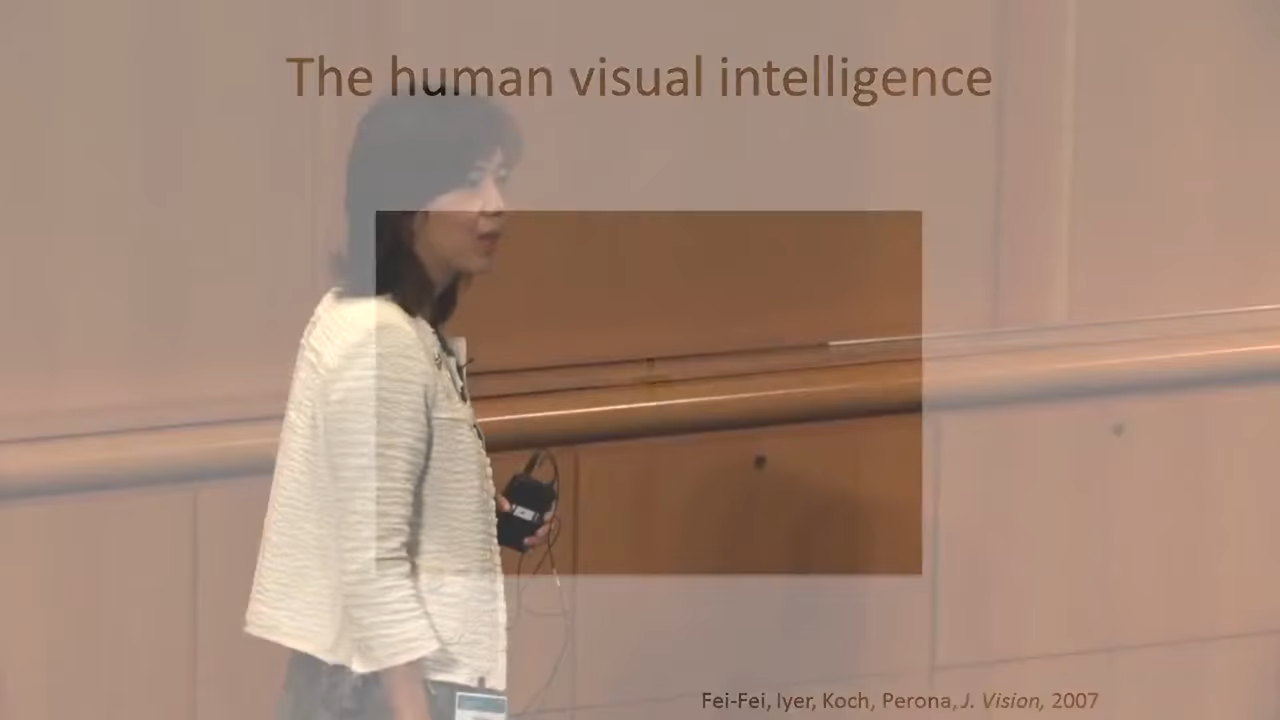 The human visual intelligence
Fei-Fei, Iyer, Koch, Perona, J. Vision, 2007